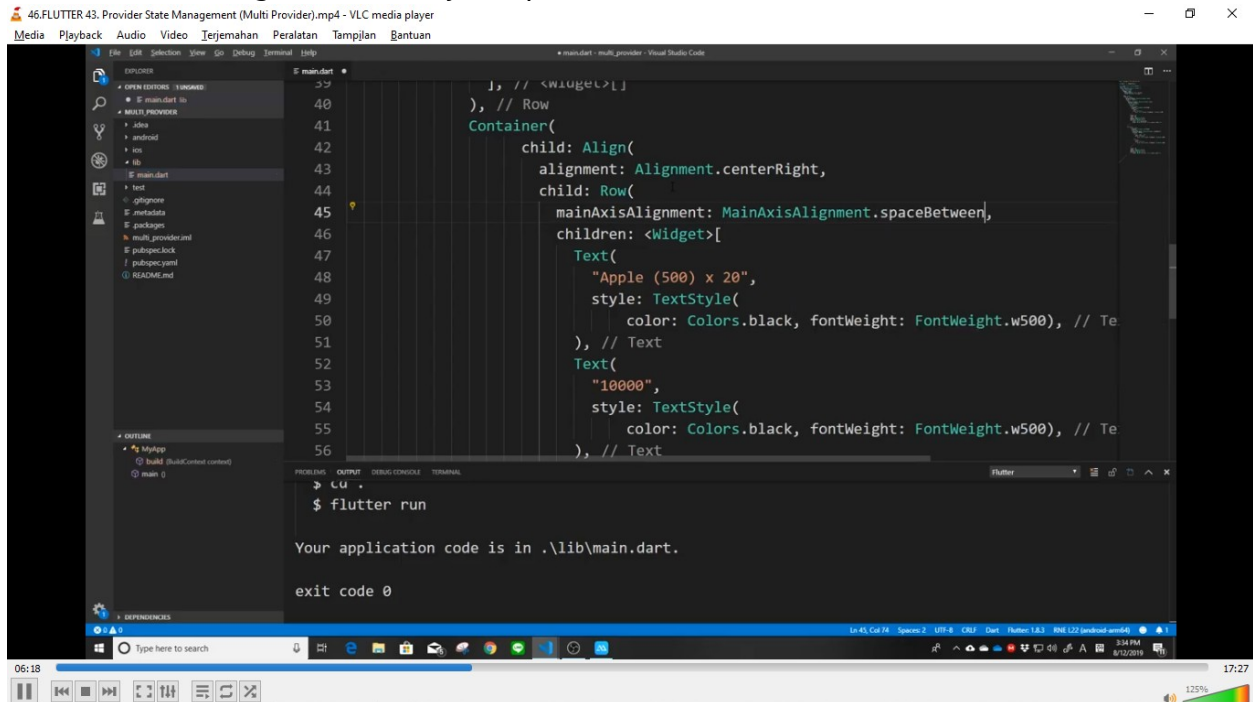 46.FLUTTER 43. Provider State Management (Multi Provider).mp4 - VLC media player
Media Playback Audio Video Terjemahan Peralatan Tampilan Bantuan
File Edit Selection View Go Debug Terminal Help
● main.dart - multi_provider - Visual Studio Code
EXPLORER
OPEN EDITORS 1 UNSAVED
main.dart lib
MULTI_PROVIDER
.idea
android
ios
lib
main.dart
test
.gitignore
.metadata
.packages
multi_provider.iml
pubspec.lock
pubspec.yaml
README.md
OUTLINE
MyApp
build (BuildContext context)
main ()
DEPENDENCIES
main.dart ●
39 ], // <Widget>[]
40 ), // Row
41 Container(
42 child: Align(
43 alignment: Alignment.centerRight,
44 child: Row(
45 mainAxisAlignment: MainAxisAlignment.spaceBetween,
46 children: <Widget>[
47 Text(
48 "Apple (500) x 20",
49 style: TextStyle(
50 color: Colors.black, fontWeight: FontWeight.w500), // Te
51 ), // Text
52 Text(
53 "10000",
54 style: TextStyle(
55 color: Colors.black, fontWeight: FontWeight.w500), // Te
56 ), // Text
PROBLEMS OUTPUT DEBUG CONSOLE TERMINAL Flutter
$ cd .
$ flutter run
Your application code is in .\lib\main.dart.
exit code 0
0 0 Ln 45, Col 74 Spaces: 2 UTF-8 CRLF Dart Flutter: 1.8.3 RNE L22 (android-arm64) 1
Type here to search
3:34 PM
8/12/2019
06:18 17:27
125%